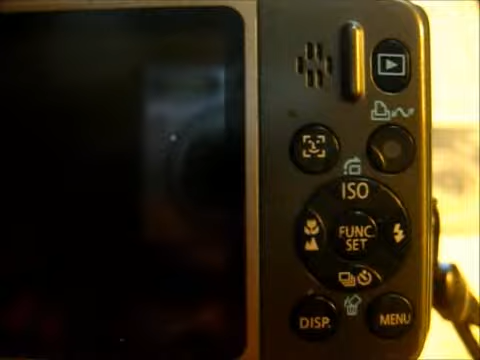 ISO
FUNC.
SET
DISP.
MENU